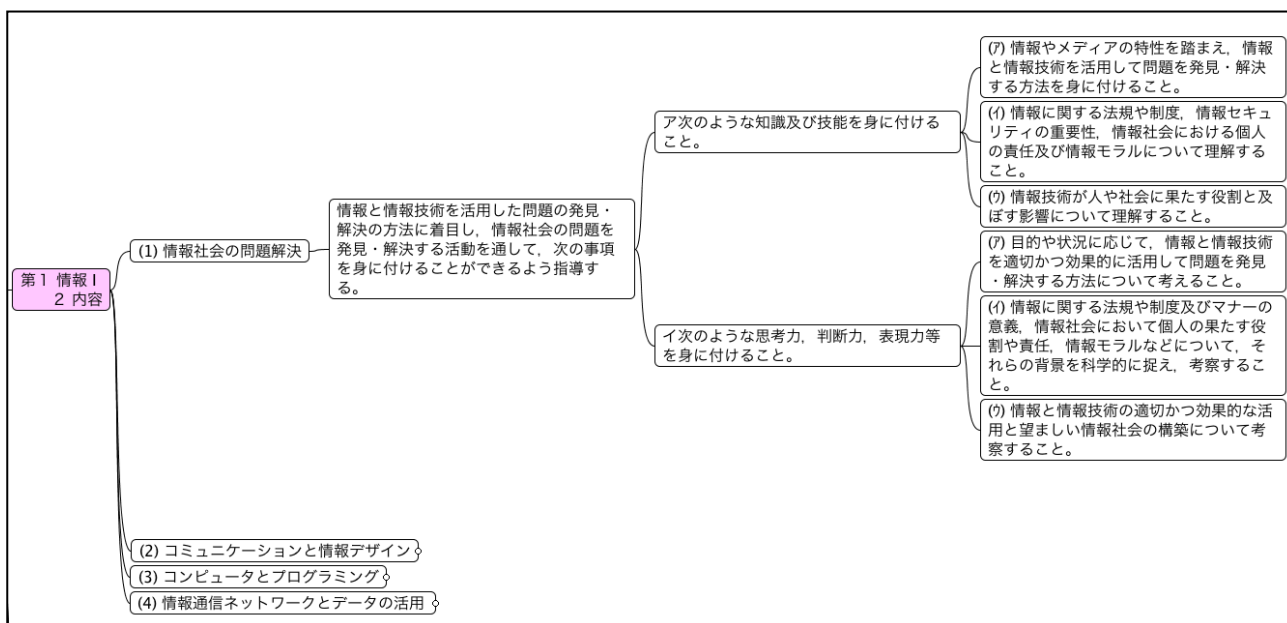 第１ 情報Ⅰ
２ 内容
(1) 情報社会の問題解決
情報と情報技術を活用した問題の発見・
解決の方法に着目し，情報社会の問題を
発見・解決する活動を通して，次の事項
を身に付けることができるよう指導す
る。
ア次のような知識及び技能を身に付ける
こと。
(ｱ) 情報やメディアの特性を踏まえ，情報
と情報技術を活用して問題を発見・解決
する方法を身に付けること。
(ｲ) 情報に関する法規や制度，情報セキュ
リティの重要性，情報社会における個人
の責任及び情報モラルについて理解する
こと。
(ｳ) 情報技術が人や社会に果たす役割と及
ぼす影響について理解すること。
イ次のような思考力，判断力，表現力等
を身に付けること。
(ｱ) 目的や状況に応じて，情報と情報技術
を適切かつ効果的に活用して問題を発見
・解決する方法について考えること。
(ｲ) 情報に関する法規や制度及びマナーの
意義，情報社会において個人の果たす役
割や責任，情報モラルなどについて，そ
れらの背景を科学的に捉え，考察するこ
と。
(ｳ) 情報と情報技術の適切かつ効果的な活
用と望ましい情報社会の構築について考
察すること。
(2) コミュニケーションと情報デザイン
(3) コンピュータとプログラミング
(4) 情報通信ネットワークとデータの活用